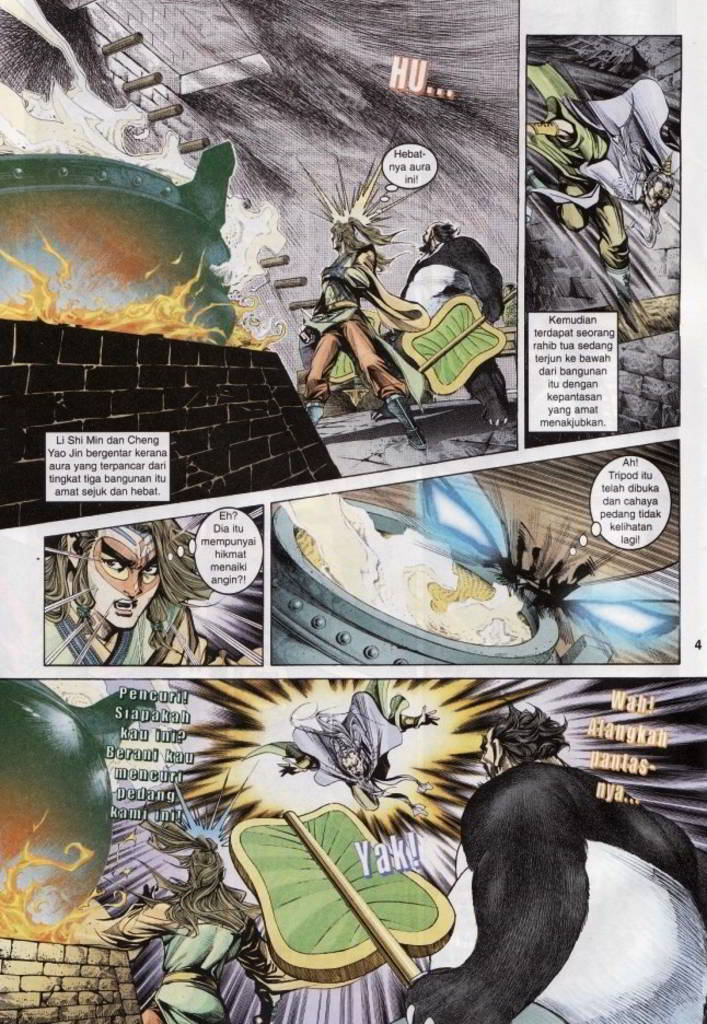 HU...
Hebat-
nya aura
ini!
Li Shi Min dan Cheng
Yao Jin bergentar kerana
aura yang terpancar dari
tingkat tiga bangunan itu
amat sejuk dan hebat.
Kemudian
terdapat seorang
rahib tua sedang
terjun ke bawah
dari bangunan
itu dengan
kepantasan
yang amat
menakjubkan.
Eh?
Dia itu
mempunyai
hikmat
menaiki
angin?!
Ah!
Tripod itu
telah dibuka
dan cahaya
pedang tidak
kelihatan
lagi!
4
Pencuri!
Siapakah
kau ini?
Berani kau
mencuri
pedang
kami ini!
Yak!
Wah!
Alangkah
pantas-
nya...